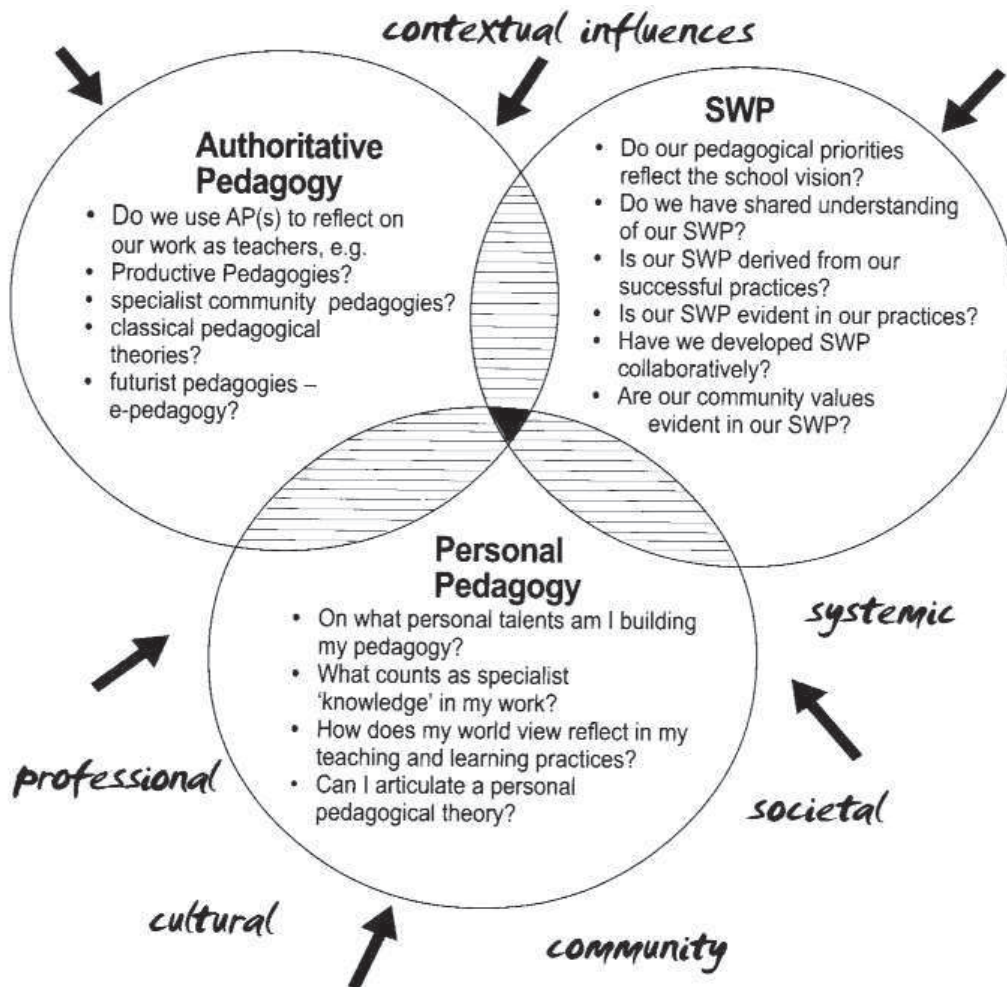 contextual influences
Authoritative
Pedagogy
• Do we use AP(s) to reflect on
our work as teachers, e.g.
• Productive Pedagogies?
• specialist community pedagogies?
• classical pedagogical
theories?
• futurist pedagogies –
e-pedagogy?
SWP
• Do our pedagogical priorities
reflect the school vision?
• Do we have shared understanding
of our SWP?
• Is our SWP derived from our
successful practices?
• Is our SWP evident in our practices?
• Have we developed SWP
collaboratively?
• Are our community values
evident in our SWP?
Personal
Pedagogy
• On what personal talents am I building
my pedagogy?
• What counts as specialist
‘knowledge’ in my work?
• How does my world view reflect in my
teaching and learning practices?
• Can I articulate a personal
pedagogical theory?
systemic
professional
societal
cultural
community